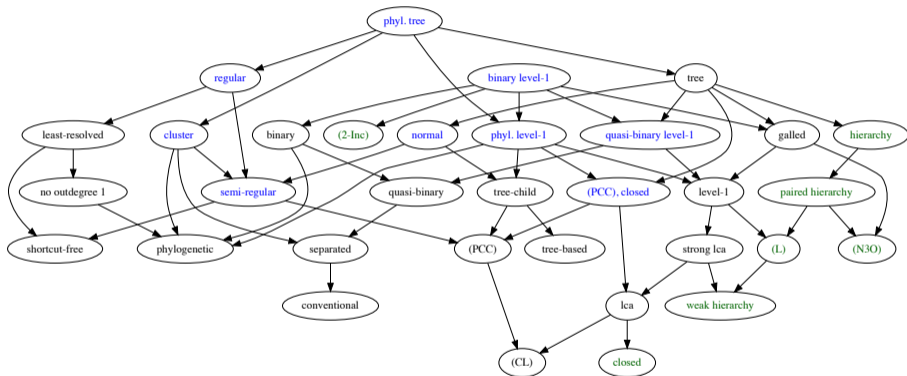 phyl. tree
regular
binary level-1
tree
least-resolved
cluster
binary
(2-Inc)
normal
phyl. level-1
quasi-binary level-1
galled
hierarchy
no outdegree 1
semi-regular
quasi-binary
tree-child
(PCC), closed
level-1
paired hierarchy
shortcut-free
phylogenetic
separated
(PCC)
tree-based
strong lca
(L)
(N3O)
conventional
lca
weak hierarchy
(CL)
closed